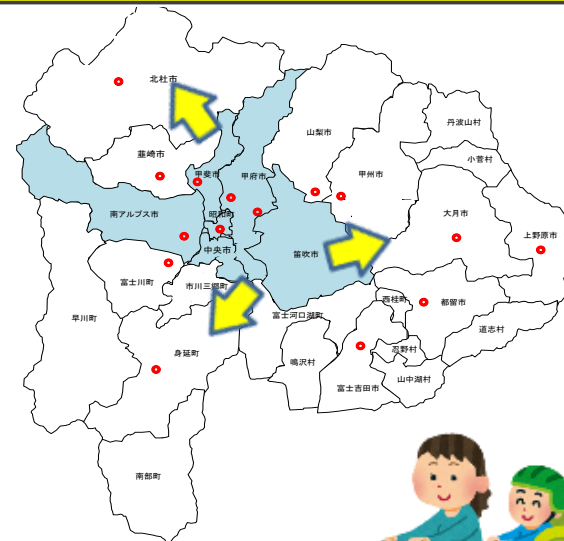 北杜市
丹波山村
山梨市
韮崎市
小菅村
甲斐市
甲府市
甲州市
南アルプス市
昭和町
大月市
上野原市
中央市
笛吹市
富士川町
市川三郷町
西桂町
都留市
早川町
富士河口湖町
道志村
身延町
鳴沢村
忍野村
富士吉田市
山中湖村
南部町